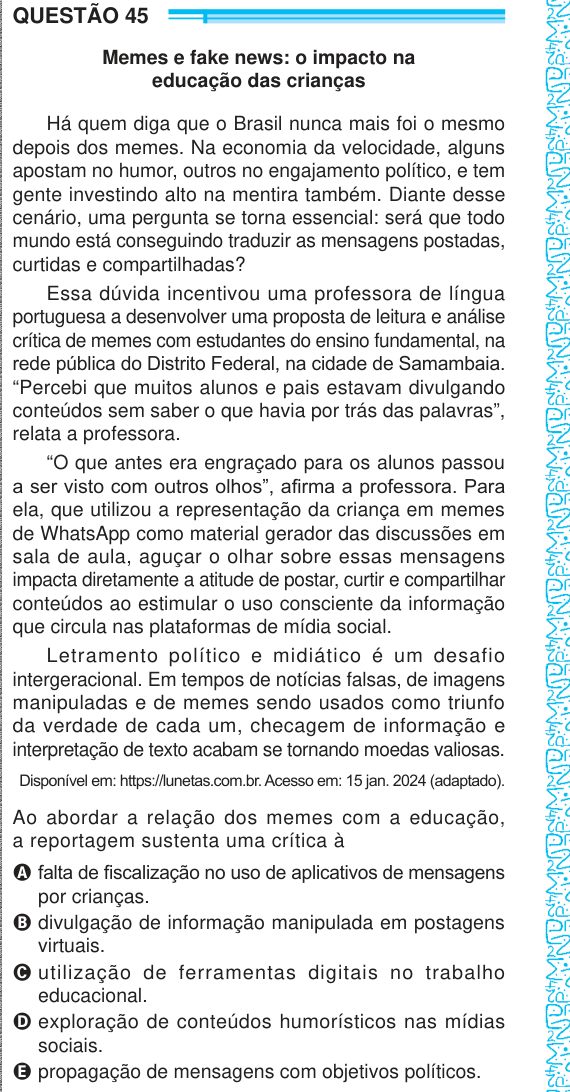 QUESTÃO 45
Memes e fake news: o impacto na
educação das crianças
Há quem diga que o Brasil nunca mais foi o mesmo
depois dos memes. Na economia da velocidade, alguns
apostam no humor, outros no engajamento político, e tem
gente investindo alto na mentira também. Diante desse
cenário, uma pergunta se torna essencial: será que todo
mundo está conseguindo traduzir as mensagens postadas,
curtidas e compartilhadas?
Essa dúvida incentivou uma professora de língua
portuguesa a desenvolver uma proposta de leitura e análise
crítica de memes com estudantes do ensino fundamental, na
rede pública do Distrito Federal, na cidade de Samambaia.
“Percebi que muitos alunos e pais estavam divulgando
conteúdos sem saber o que havia por trás das palavras”,
relata a professora.
“O que antes era engraçado para os alunos passou
a ser visto com outros olhos”, afirma a professora. Para
ela, que utilizou a representação da criança em memes
de WhatsApp como material gerador das discussões em
sala de aula, aguçar o olhar sobre essas mensagens
impacta diretamente a atitude de postar, curtir e compartilhar
conteúdos ao estimular o uso consciente da informação
que circula nas plataformas de mídia social.
Letramento político e midiático é um desafio
intergeracional. Em tempos de notícias falsas, de imagens
manipuladas e de memes sendo usados como triunfo
da verdade de cada um, checagem de informação e
interpretação de texto acabam se tornando moedas valiosas.
Disponível em: https://lunetas.com.br. Acesso em: 15 jan. 2024 (adaptado).
Ao abordar a relação dos memes com a educação,
a reportagem sustenta uma crítica à
A falta de fiscalização no uso de aplicativos de mensagens
por crianças.
B divulgação de informação manipulada em postagens
virtuais.
C utilização de ferramentas digitais no trabalho
educacional.
D exploração de conteúdos humorísticos nas mídias
sociais.
E propagação de mensagens com objetivos políticos.